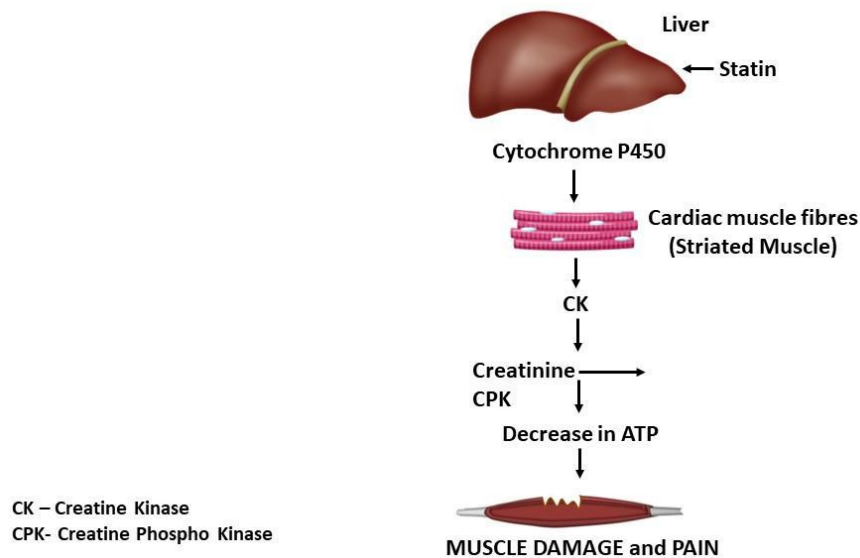 Liver
Statin
Cytochrome P450
Cardiac muscle fibres
(Striated Muscle)
CK
Creatinine
CPK
Decrease in ATP
CK – Creatine Kinase
CPK- Creatine Phospho Kinase
MUSCLE DAMAGE and PAIN